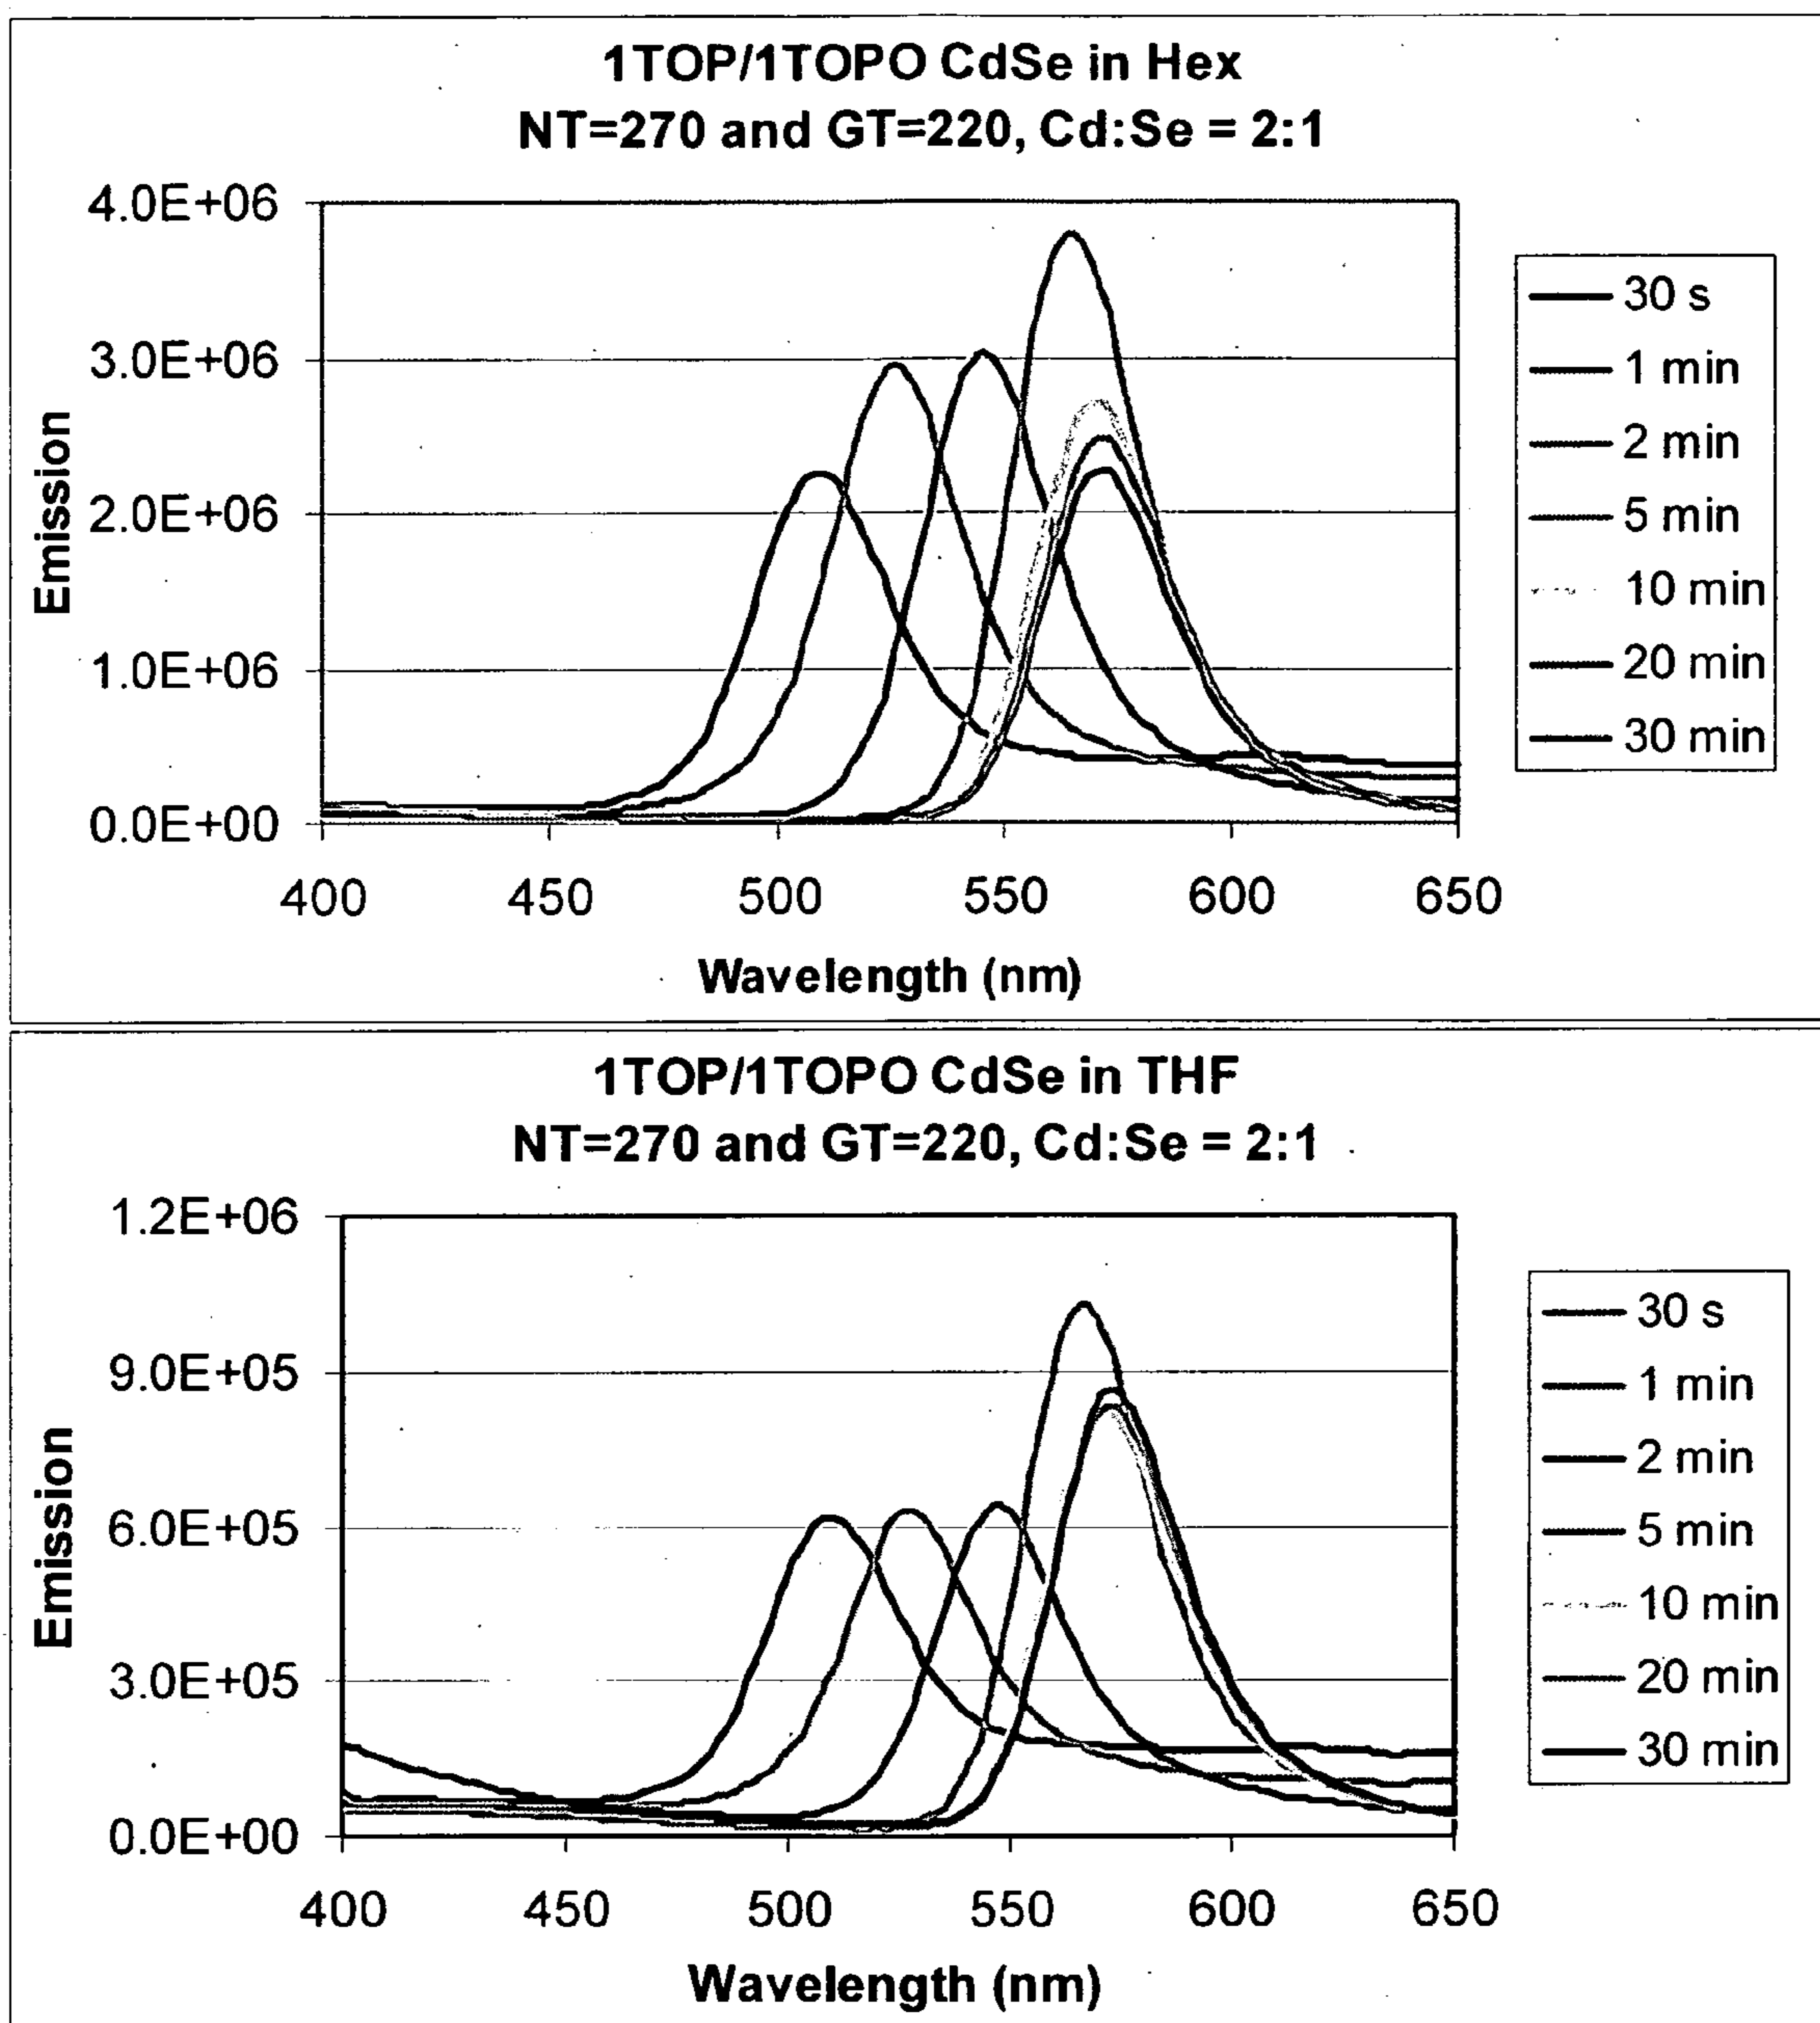 1TOP/1TOPO CdSe in Hex
NT=270 and GT=220, Cd:Se = 2:1
4.0E+06
3.0E+06
2.0E+06
1.0E+06
0.0E+00
Emission
400 450 500 550 600 650
Wavelength (nm)
30 s
1 min
2 min
5 min
10 min
20 min
30 min
1TOP/1TOPO CdSe in THF
NT=270 and GT=220, Cd:Se = 2:1
1.2E+06
9.0E+05
6.0E+05
3.0E+05
0.0E+00
Emission
400 450 500 550 600 650
Wavelength (nm)
30 s
1 min
2 min
5 min
10 min
20 min
30 min